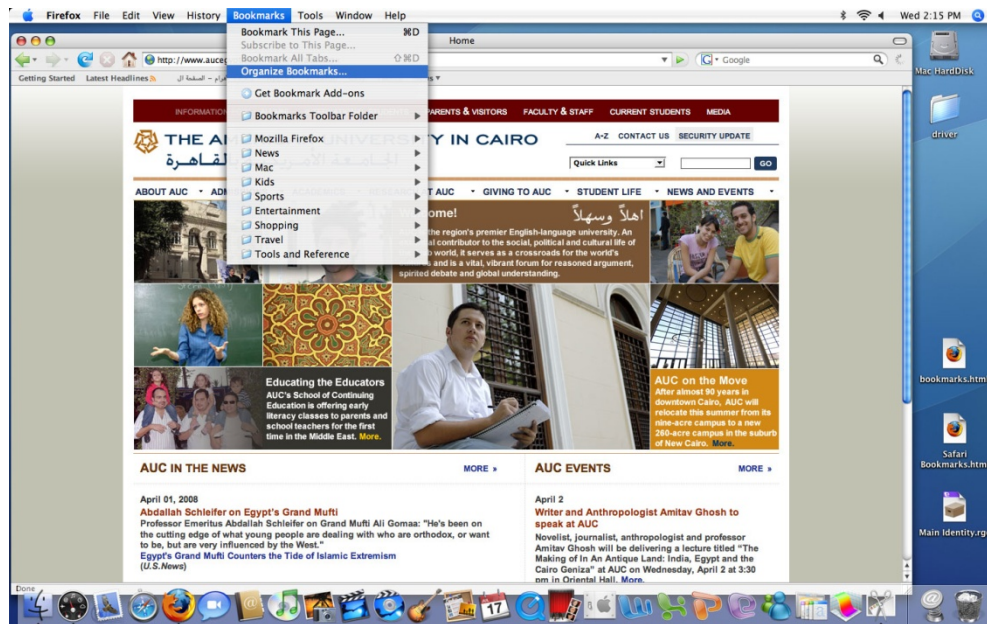 Firefox File Edit View History Bookmarks Tools Window Help
Wed 2:15 PM
Home
Bookmark This Page... ⌘D
Subscribe to This Page...
Bookmark All Tabs... ⇧⌘D
Organize Bookmarks...
Get Bookmark Add-ons
Bookmarks Toolbar Folder
Mozilla Firefox
News
Mac
Kids
Sports
Entertainment
Shopping
Travel
Tools and Reference
http://www.auceg
Google
Getting Started Latest Headlines
Mac HardDisk
driver
bookmarks.htm
Safari
Bookmarks.htm
Main Identity.rg
INFORMATION
PARENTS & VISITORS FACULTY & STAFF CURRENT STUDENTS MEDIA
THE AMERICAN UNIVERSITY IN CAIRO
الجامعة الأمريكية بالقاهرة
A-Z CONTACT US SECURITY UPDATE
Quick Links GO
ABOUT AUC
GIVING TO AUC STUDENT LIFE NEWS AND EVENTS
ome!
اهلاً وسهلاً
the region's premier English-language university. An
al contributor to the social, political and cultural life of
world, it serves as a crossroads for the world's
and is a vital, vibrant forum for reasoned argument,
spirited debate and global understanding.
Educating the Educators
AUC's School of Continuing
Education is offering early
literacy classes to parents and
school teachers for the first
time in the Middle East. More.
AUC on the Move
After almost 90 years in
downtown Cairo, AUC will
relocate this summer from its
nine-acre campus to a new
260-acre campus in the suburb
of New Cairo. More.
AUC IN THE NEWS MORE »
April 01, 2008
Abdallah Schleifer on Egypt's Grand Mufti
Professor Emeritus Abdallah Schleifer on Grand Mufti Ali Gomaa: "He's been on
the cutting edge of what young people are dealing with who are orthodox, or want
to be, but are very influenced by the West."
Egypt's Grand Mufti Counters the Tide of Islamic Extremism
(U.S.News)
AUC EVENTS MORE »
April 2
Writer and Anthropologist Amitav Ghosh to
speak at AUC
Novelist, journalist, anthropologist and professor
Amitav Ghosh will be delivering a lecture titled "The
Making of In An Antique Land: India, Egypt and the
Cairo Geniza" at AUC on Wednesday, April 2 at 3:30
pm in Oriental Hall. More.
Done
17